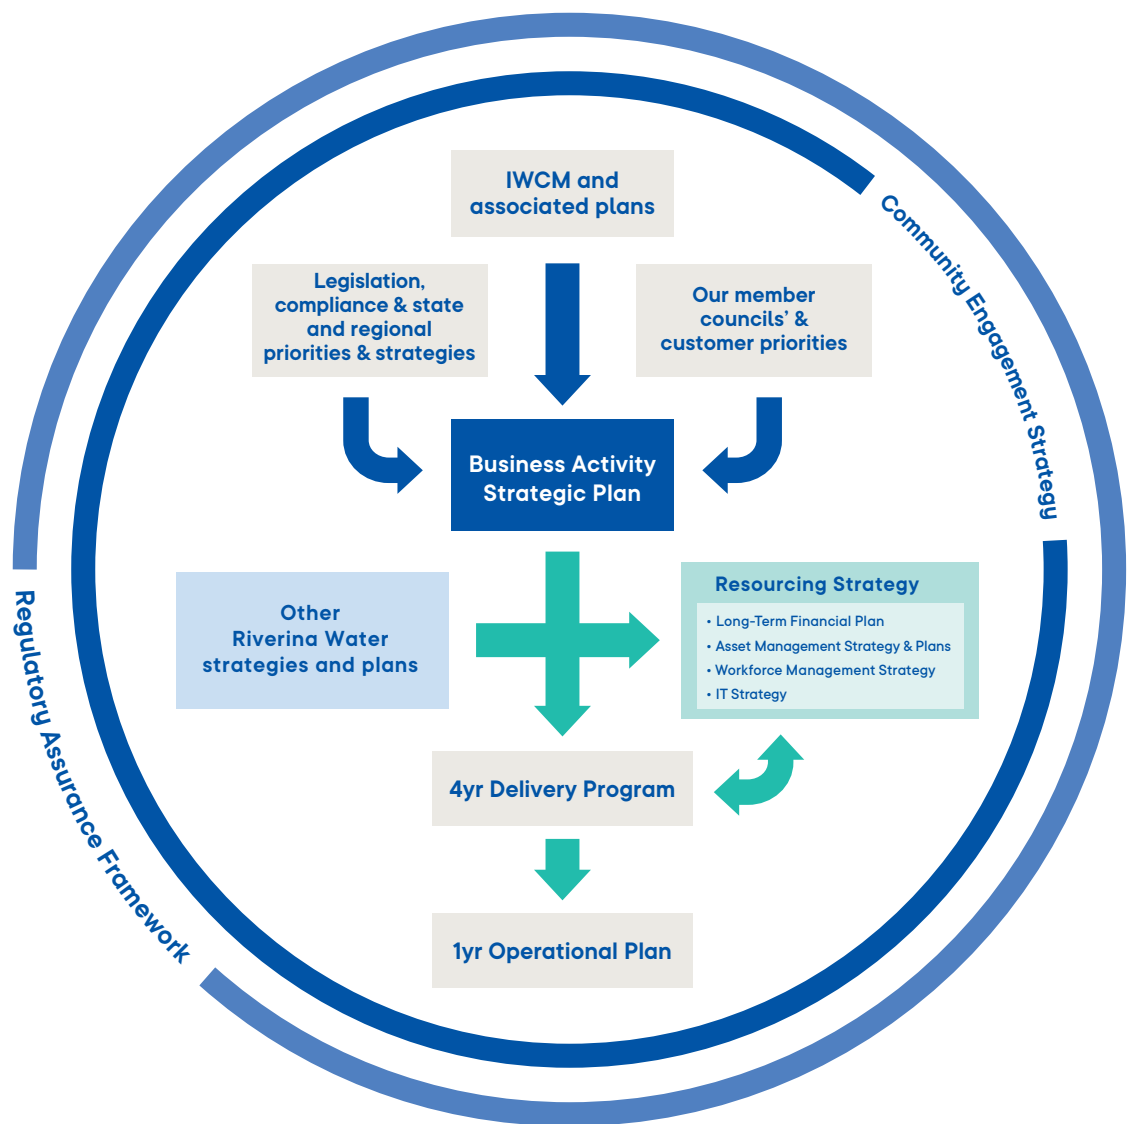 IWCM and
associated plans
Legislation,
compliance & state
and regional
priorities & strategies
Our member
councils’ &
customer priorities
Community Engagement Strategy
Business Activity
Strategic Plan
Other
Riverina Water
strategies and plans
Resourcing Strategy
• Long-Term Financial Plan
• Asset Management Strategy & Plans
• Workforce Management Strategy
• IT Strategy
Regulatory Assurance Framework
4yr Delivery Program
1yr Operational Plan